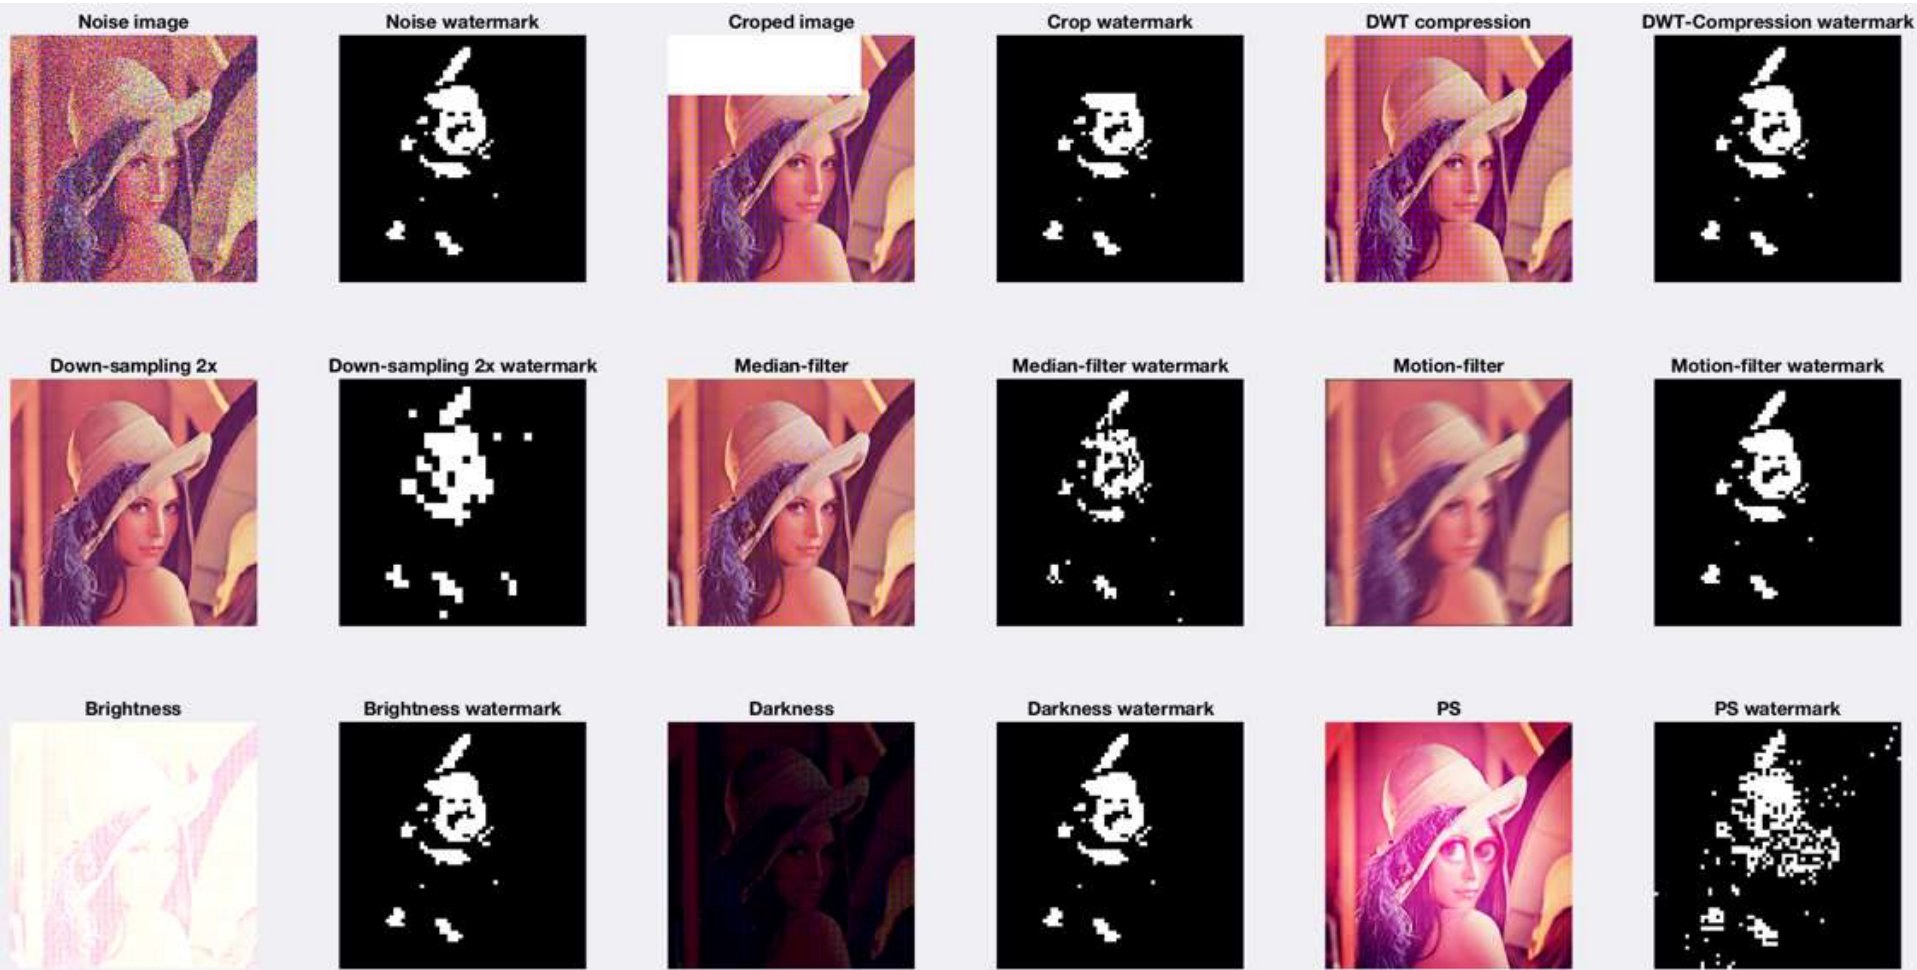 Noise image
Noise watermark
Croped image
Crop watermark
DWT compression
DWT-Compression watermark
Down-sampling 2x
Down-sampling 2x watermark
Median-filter
Median-filter watermark
Motion-filter
Motion-filter watermark
Brightness
Brightness watermark
Darkness
Darkness watermark
PS
PS watermark